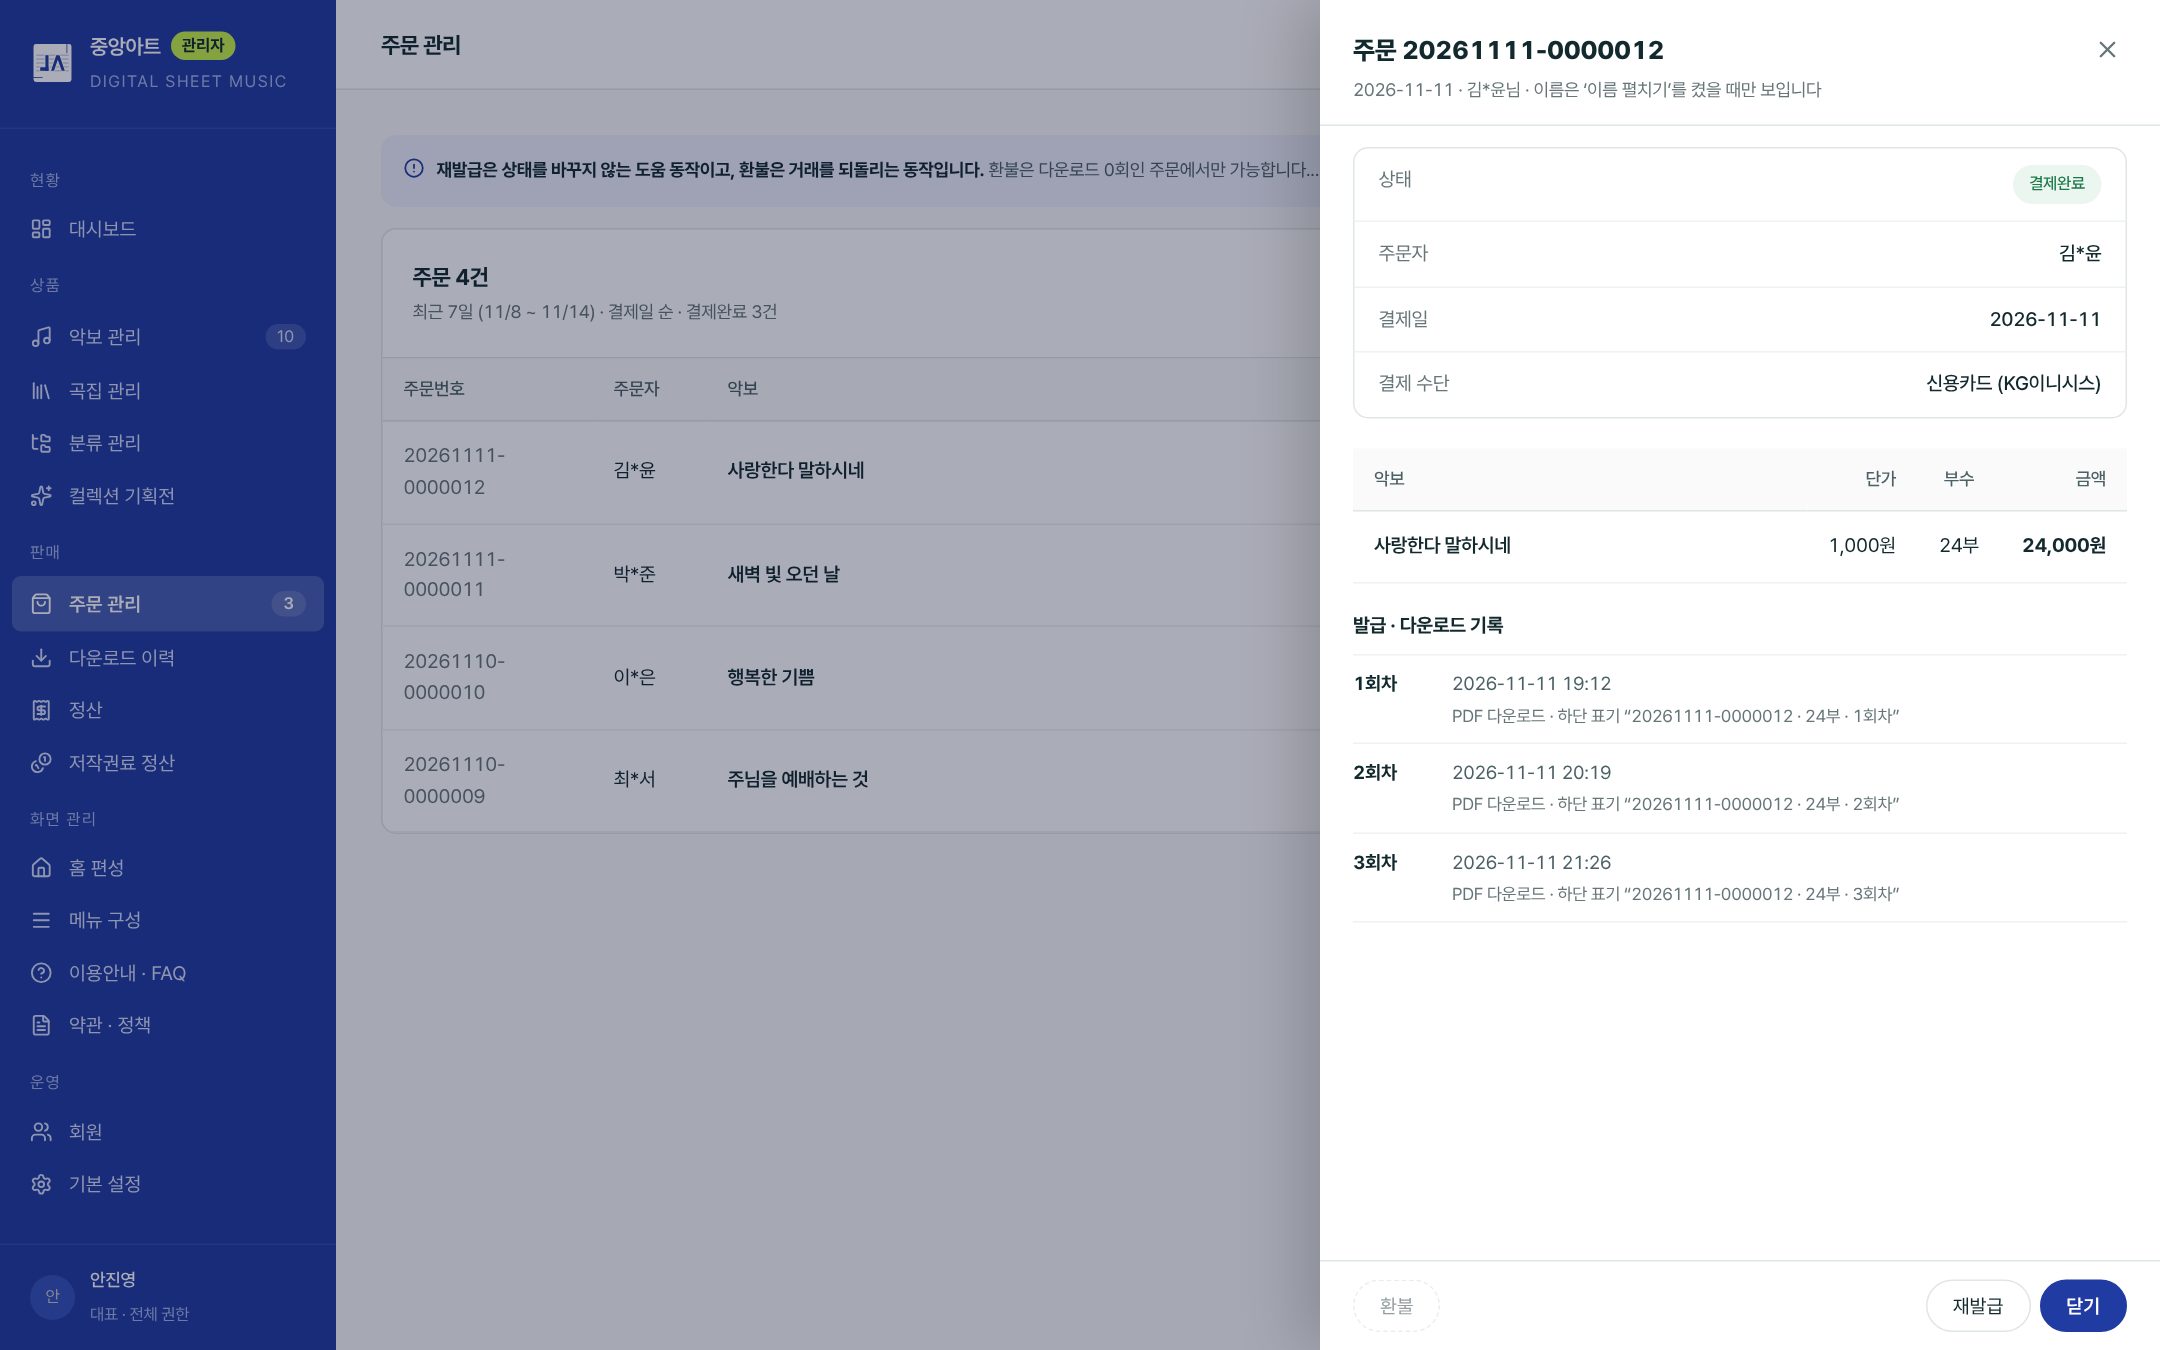 중앙아트 관리자
DIGITAL SHEET MUSIC
현황
대시보드
상품
악보 관리 10
곡집 관리
분류 관리
컬렉션 기획전
판매
주문 관리 3
다운로드 이력
정산
저작권료 정산
화면 관리
홈 편성
메뉴 구성
이용안내 · FAQ
약관 · 정책
운영
회원
기본 설정
안 안진영
대표 · 전체 권한
주문 관리
재발급은 상태를 바꾸지 않는 도움 동작이고, 환불은 거래를 되돌리는 동작입니다. 환불은 다운로드 0회인 주문에서만 가능합니다...
주문 4건
최근 7일 (11/8 ~ 11/14) · 결제일 순 · 결제완료 3건
주문번호 주문자 악보
20261111-
0000012 김*윤 사랑한다 말하시네
20261111-
0000011 박*준 새벽 빛 오던 날
20261110-
0000010 이*은 행복한 기쁨
20261110-
0000009 최*서 주님을 예배하는 것
주문 20261111-0000012
2026-11-11 · 김*윤님 · 이름은 ‘이름 펼치기’를 켰을 때만 보입니다
상태 결제완료
주문자 김*윤
결제일 2026-11-11
결제 수단 신용카드 (KG이니시스)
악보 단가 부수 금액
사랑한다 말하시네 1,000원 24부 24,000원
발급 · 다운로드 기록
1회차 2026-11-11 19:12
PDF 다운로드 · 하단 표기 “20261111-0000012 · 24부 · 1회차”
2회차 2026-11-11 20:19
PDF 다운로드 · 하단 표기 “20261111-0000012 · 24부 · 2회차”
3회차 2026-11-11 21:26
PDF 다운로드 · 하단 표기 “20261111-0000012 · 24부 · 3회차”
환불 재발급 닫기